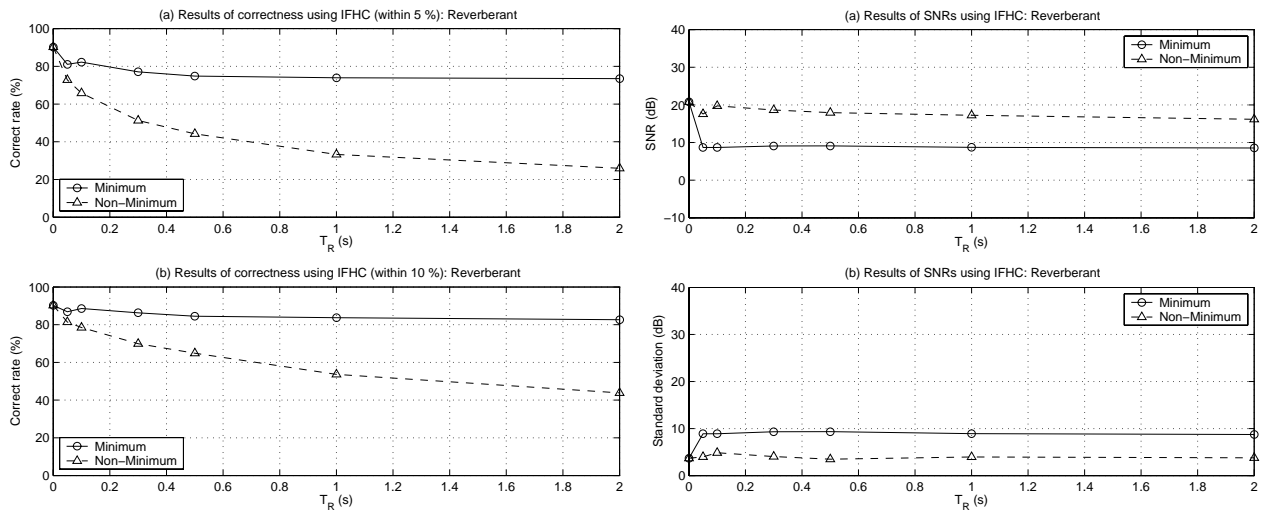 (a) Results of correctness using IFHC (within 5 %): Reverberant
100
80
60
40
20
0
Correct rate (%)
Minimum
Non−Minimum
0 0.2 0.4 0.6 0.8 1 1.2 1.4 1.6 1.8 2
T_R (s)
(b) Results of correctness using IFHC (within 10 %): Reverberant
100
80
60
40
20
0
Correct rate (%)
Minimum
Non−Minimum
0 0.2 0.4 0.6 0.8 1 1.2 1.4 1.6 1.8 2
T_R (s)
(a) Results of SNRs using IFHC: Reverberant
40
30
20
10
0
−10
SNR (dB)
Minimum
Non−Minimum
0 0.2 0.4 0.6 0.8 1 1.2 1.4 1.6 1.8 2
T_R (s)
(b) Results of SNRs using IFHC: Reverberant
40
30
20
10
0
Standard deviation (dB)
Minimum
Non−Minimum
0 0.2 0.4 0.6 0.8 1 1.2 1.4 1.6 1.8 2
T_R (s)